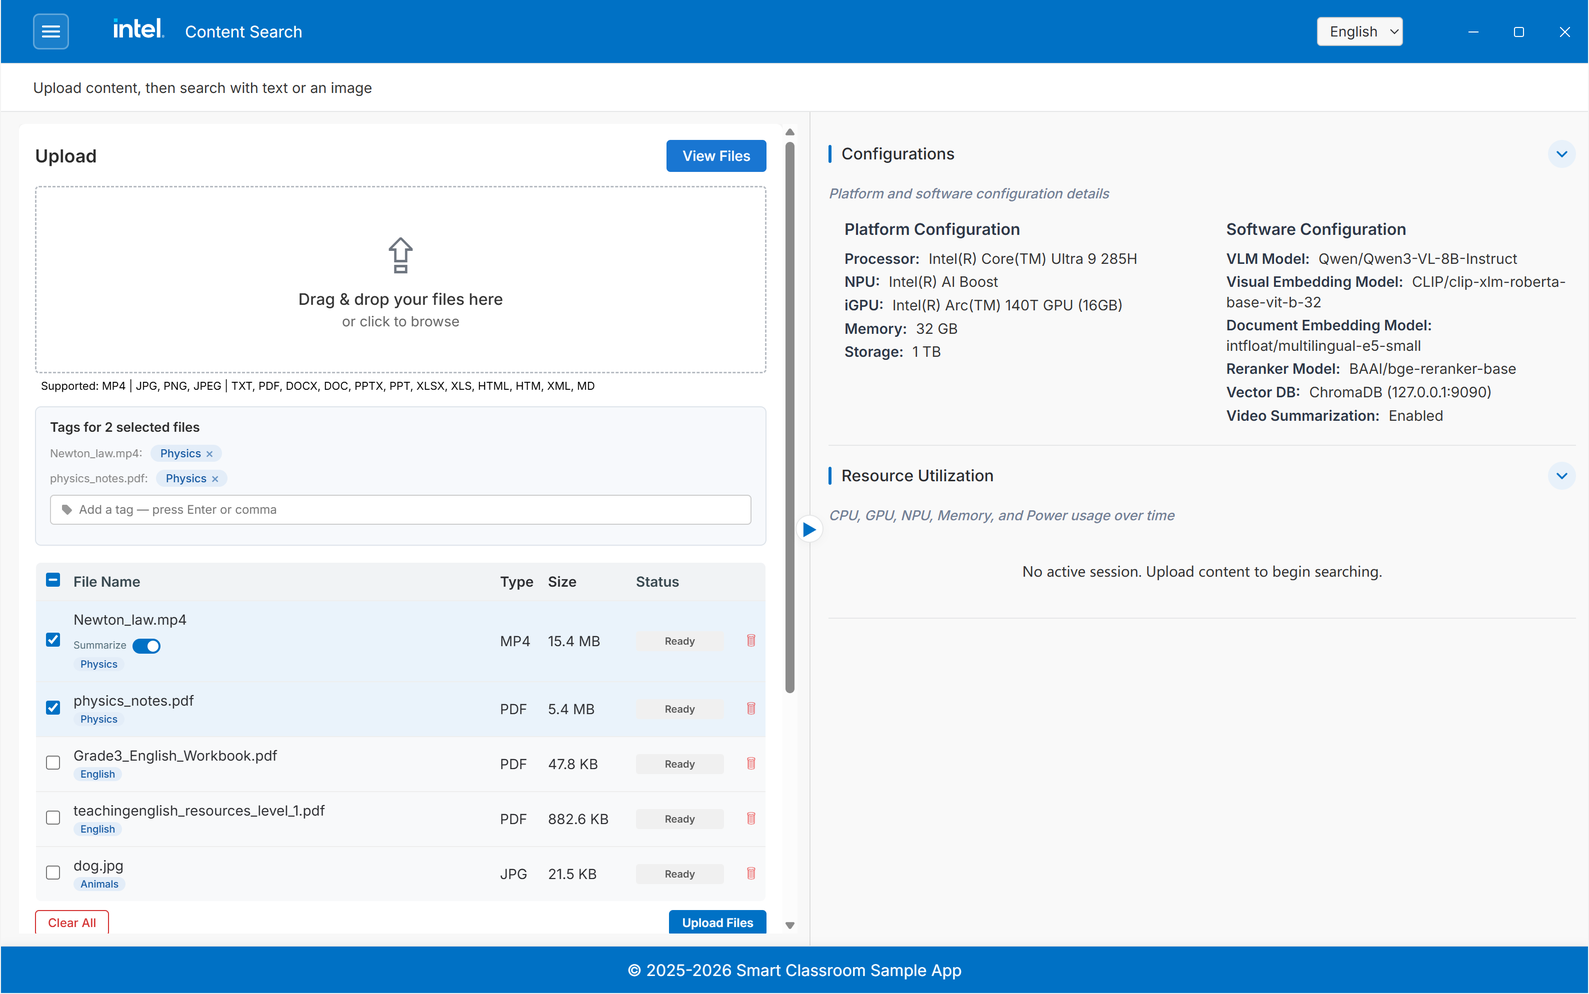 intel. Content Search
English
Upload content, then search with text or an image
Upload
View Files
Drag & drop your files here
or click to browse
Supported: MP4 | JPG, PNG, JPEG | TXT, PDF, DOCX, DOC, PPTX, PPT, XLSX, XLS, HTML, HTM, XML, MD
Tags for 2 selected files
Newton_law.mp4: Physics ×
physics_notes.pdf: Physics ×
Add a tag — press Enter or comma
File Name Type Size Status
Newton_law.mp4
Summarize
Physics
MP4 15.4 MB Ready
physics_notes.pdf
Physics
PDF 5.4 MB Ready
Grade3_English_Workbook.pdf
English
PDF 47.8 KB Ready
teachingenglish_resources_level_1.pdf
English
PDF 882.6 KB Ready
dog.jpg
Animals
JPG 21.5 KB Ready
Clear All
Upload Files
Configurations
Platform and software configuration details
Platform Configuration
Processor: Intel(R) Core(TM) Ultra 9 285H
NPU: Intel(R) AI Boost
iGPU: Intel(R) Arc(TM) 140T GPU (16GB)
Memory: 32 GB
Storage: 1 TB
Software Configuration
VLM Model: Qwen/Qwen3-VL-8B-Instruct
Visual Embedding Model: CLIP/clip-xlm-roberta-
base-vit-b-32
Document Embedding Model:
intfloat/multilingual-e5-small
Reranker Model: BAAI/bge-reranker-base
Vector DB: ChromaDB (127.0.0.1:9090)
Video Summarization: Enabled
Resource Utilization
CPU, GPU, NPU, Memory, and Power usage over time
No active session. Upload content to begin searching.
© 2025-2026 Smart Classroom Sample App